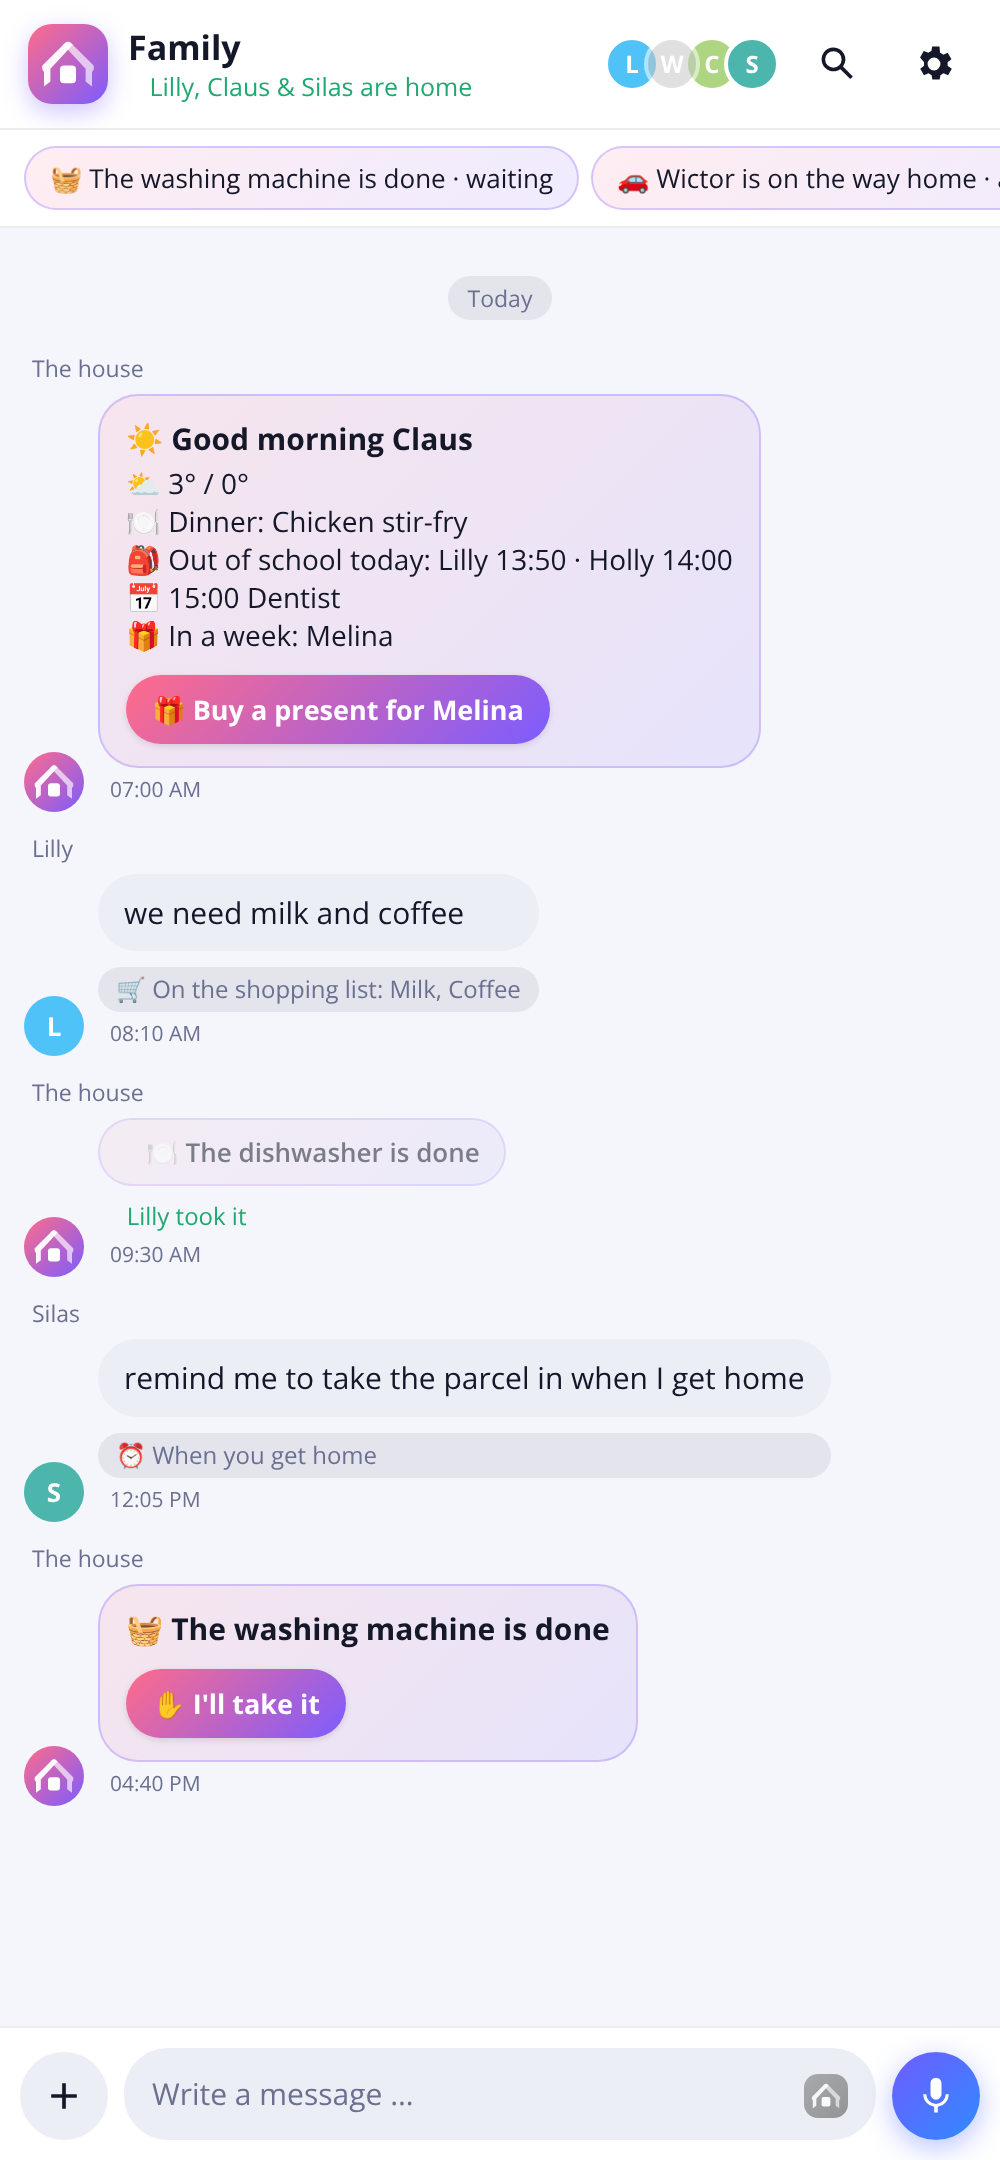 Family
Lilly, Claus & Silas are home
L W C S
🧺 The washing machine is done · waiting
🚗 Wictor is on the way home ·
Today
The house
☀️ Good morning Claus
⛅ 3° / 0°
🍽️ Dinner: Chicken stir-fry
🎒 Out of school today: Lilly 13:50 · Holly 14:00
📅 15:00 Dentist
🎁 In a week: Melina
🎁 Buy a present for Melina
07:00 AM
Lilly
we need milk and coffee
🛒 On the shopping list: Milk, Coffee
L
08:10 AM
The house
🍽️ The dishwasher is done
Lilly took it
09:30 AM
Silas
remind me to take the parcel in when I get home
⏰ When you get home
S
12:05 PM
The house
🧺 The washing machine is done
✋ I'll take it
04:40 PM
Write a message ...